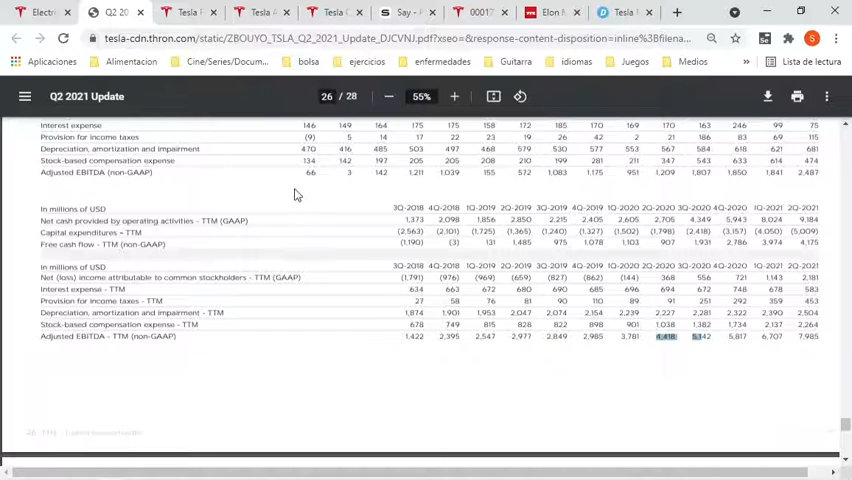 Electri
Q2 20
Tesla F
Tesla A
Tesla C
Say - F
00017
Elon M
Tesla
tesla-cdn.thron.com/static/ZBOUYO_TSLA_Q2_2021_Update_DJCVNJ.pdf?xseo=&response-content-disposition=inline%3Bfilena...
Aplicaciones Alimentacion Cine/Series/Docum... bolsa ejercicios enfermedades Guitarra idiomas Juegos Medios Lista de lectura
Q2 2021 Update 26 / 28 55%
Interest expense 146 149 164 175 175 158 172 185 170 169 170 163 246 99 75
Provision for income taxes (9) 5 14 17 22 23 19 26 42 2 21 186 83 69 115
Depreciation, amortization and impairment 470 416 485 503 497 468 579 530 577 553 567 584 618 621 681
Stock-based compensation expense 134 142 197 205 205 208 210 199 281 211 347 543 633 614 474
Adjusted EBITDA (non-GAAP) 66 3 142 1,211 1,039 155 572 1,083 1,175 951 1,209 1,807 1,850 1,841 2,487
In millions of USD 3Q-2018 4Q-2018 1Q-2019 2Q-2019 3Q-2019 4Q-2019 1Q-2020 2Q-2020 3Q-2020 4Q-2020 1Q-2021 2Q-2021
Net cash provided by operating activities - TTM (GAAP) 1,373 2,098 1,856 2,850 2,215 2,405 2,605 2,705 4,349 5,943 8,024 9,184
Capital expenditures - TTM (2,563) (2,101) (1,725) (1,365) (1,240) (1,327) (1,502) (1,798) (2,418) (3,157) (4,050) (5,009)
Free cash flow - TTM (non-GAAP) (1,190) (3) 131 1,485 975 1,078 1,103 907 1,931 2,786 3,974 4,175
In millions of USD 3Q-2018 4Q-2018 1Q-2019 2Q-2019 3Q-2019 4Q-2019 1Q-2020 2Q-2020 3Q-2020 4Q-2020 1Q-2021 2Q-2021
Net (loss) income attributable to common stockholders - TTM (GAAP) (1,791) (976) (969) (659) (827) (862) (144) 368 556 721 1,143 2,181
Interest expense - TTM 634 663 672 680 690 685 696 694 672 748 678 583
Provision for income taxes - TTM 27 58 76 81 90 110 89 91 251 292 359 453
Depreciation, amortization and impairment - TTM 1,874 1,901 1,953 2,047 2,074 2,154 2,239 2,227 2,281 2,322 2,390 2,504
Stock-based compensation expense - TTM 678 749 815 828 822 898 901 1,038 1,382 1,734 2,137 2,264
Adjusted EBITDA - TTM (non-GAAP) 1,422 2,395 2,547 2,977 2,849 2,985 3,781 4,418 5,142 5,817 6,707 7,985